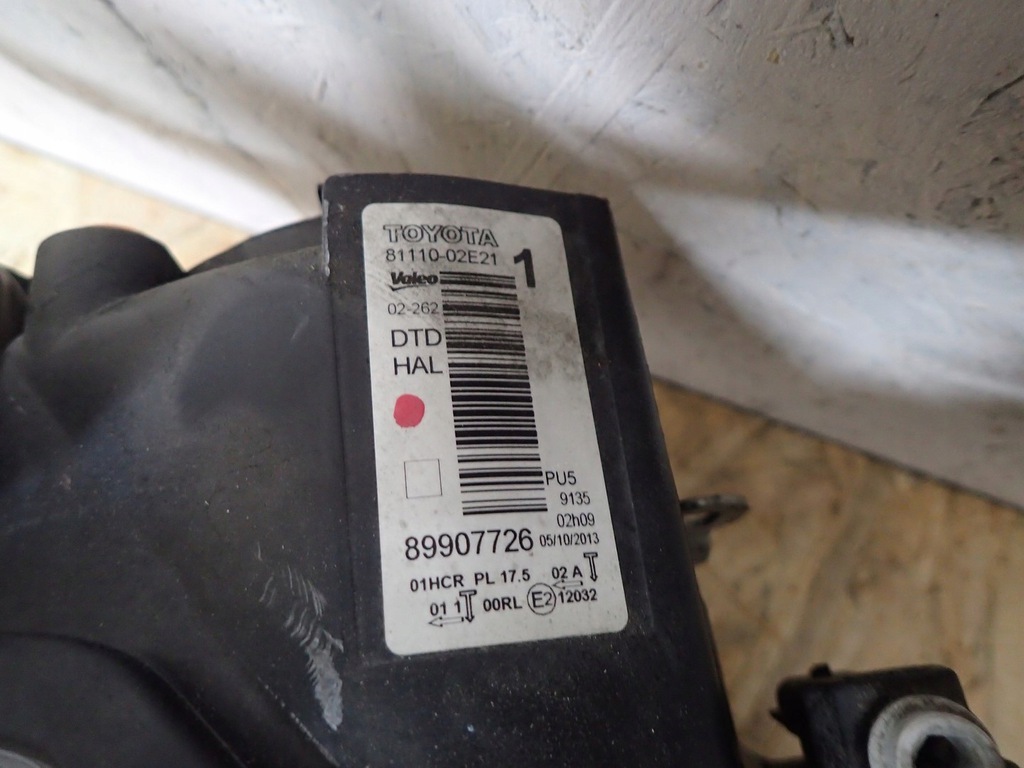 TOYOTA
81110-02E21 1
Valeo
02-262
DTD
HAL
PU5
9135
02h09
89907726 05/10/2013
01HCR PL 17.5 02 A
01 1 00RL E2 12032